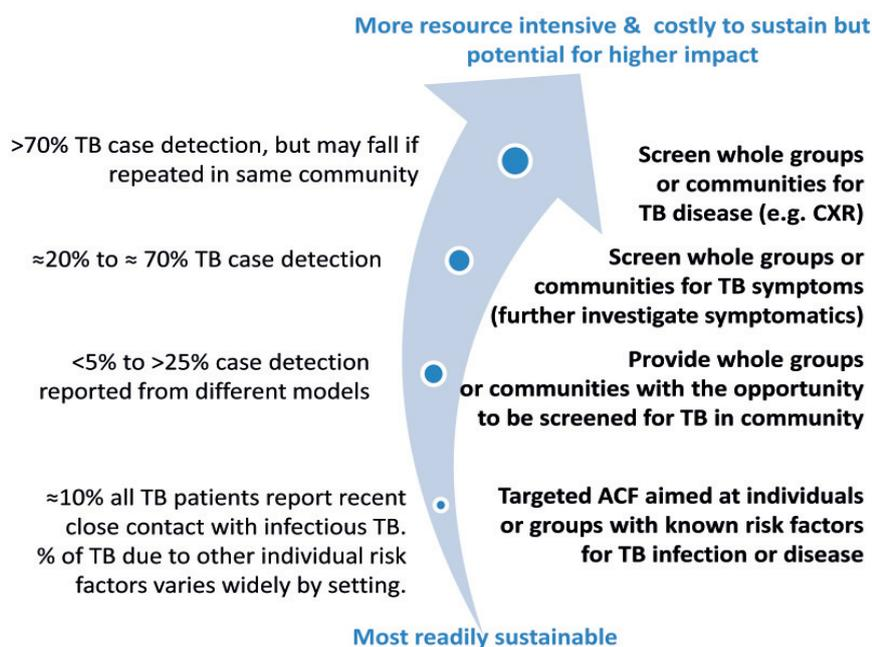 More resource intensive & costly to sustain but
potential for higher impact
>70% TB case detection, but may fall if
repeated in same community
Screen whole groups
or communities for
TB disease (e.g. CXR)
≈20% to ≈ 70% TB case detection
Screen whole groups or
communities for TB symptoms
(further investigate symptomatics)
<5% to >25% case detection
reported from different models
Provide whole groups
or communities with the opportunity
to be screened for TB in community
≈10% all TB patients report recent
close contact with infectious TB.
% of TB due to other individual risk
factors varies widely by setting.
Targeted ACF aimed at individuals
or groups with known risk factors
for TB infection or disease
Most readily sustainable